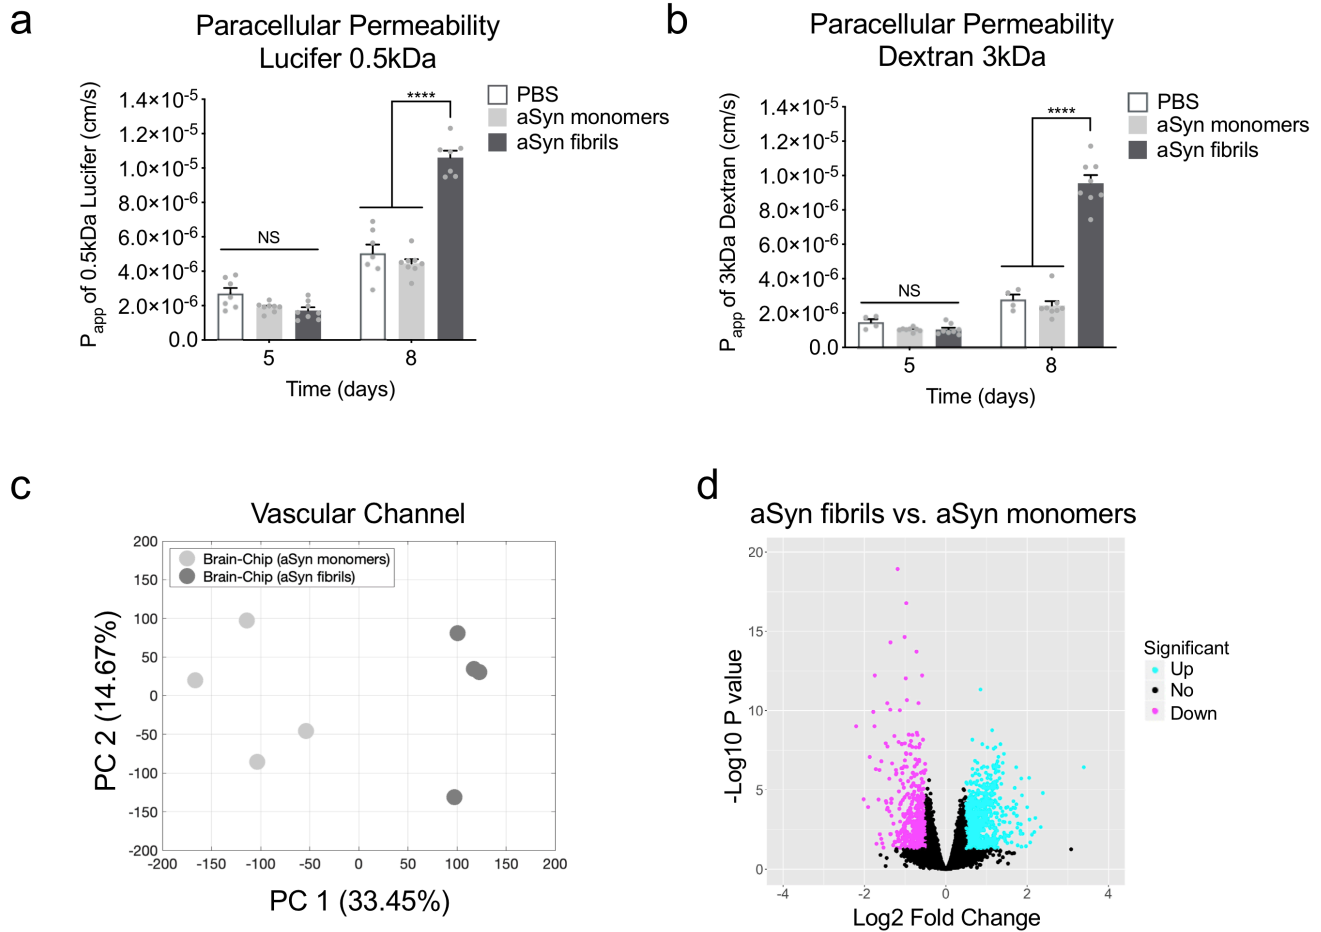 a
Paracellular Permeability
Lucifer 0.5kDa
P_app of 0.5kDa Lucifer (cm/s)
1.4×10⁻⁵
1.2×10⁻⁵
1.0×10⁻⁵
8.0×10⁻⁶
6.0×10⁻⁶
4.0×10⁻⁶
2.0×10⁻⁶
0.0
NS
****
PBS
aSyn monomers
aSyn fibrils
5 8
Time (days)
b
Paracellular Permeability
Dextran 3kDa
P_app of 3kDa Dextran (cm/s)
1.4×10⁻⁵
1.2×10⁻⁵
1.0×10⁻⁵
8.0×10⁻⁶
6.0×10⁻⁶
4.0×10⁻⁶
2.0×10⁻⁶
0.0
NS
****
PBS
aSyn monomers
aSyn fibrils
5 8
Time (days)
c
Vascular Channel
Brain-Chip (aSyn monomers)
Brain-Chip (aSyn fibrils)
PC 2 (14.67%)
200
150
100
50
0
-50
-100
-150
-200
-200 -150 -100 -50 0 50 100 150 200
PC 1 (33.45%)
d
aSyn fibrils vs. aSyn monomers
-Log10 P value
20
15
10
5
0
-4 -2 0 2 4
Log2 Fold Change
Significant
Up
No
Down